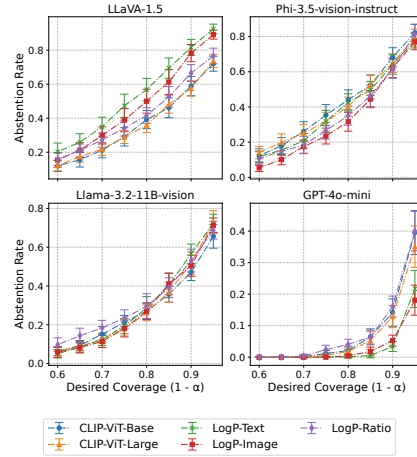 LLaVA-1.5
Phi-3.5-vision-instruct
Abstention Rate
0.8
0.6
0.4
0.2
0.8
0.6
0.4
0.2
0.0
Llama-3.2-11B-vision
GPT-4o-mini
Abstention Rate
0.8
0.6
0.4
0.2
0.0
0.4
0.3
0.2
0.1
0.0
0.6 0.7 0.8 0.9
0.6 0.7 0.8 0.9
Desired Coverage (1 - α)
Desired Coverage (1 - α)
CLIP-ViT-Base
LogP-Text
LogP-Ratio
CLIP-ViT-Large
LogP-Image